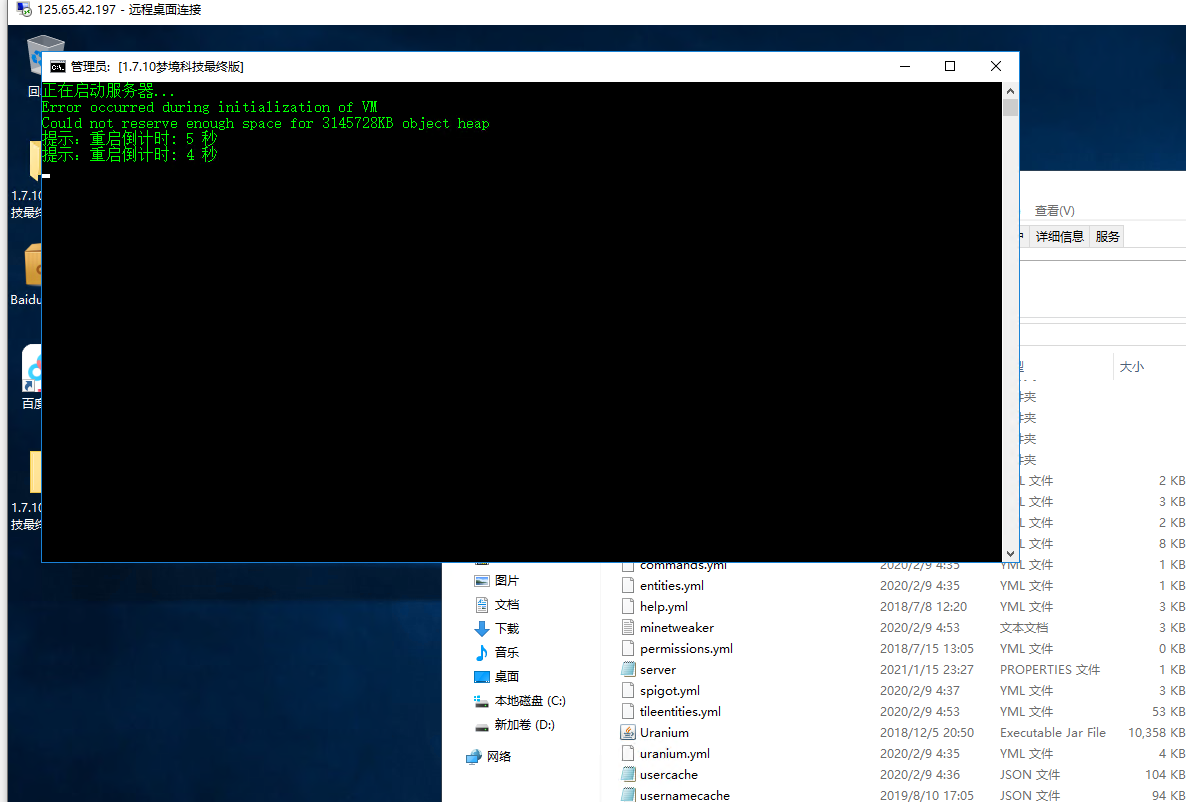 125.65.42.197 - 远程桌面连接
管理员: [1.7.10梦境科技最终版]
正在启动服务器...
Error occurred during initialization of VM
Could not reserve enough space for 3145728KB object heap
提示: 重启倒计时: 5 秒
提示: 重启倒计时: 4 秒
回
1.7.10
技最终
Baidu
百度
1.7.10
技最终
查看(V)
详细信息
服务
大小
件夹
件夹
件夹
件夹
L 文件 2 KB
L 文件 3 KB
L 文件 2 KB
L 文件 8 KB
commands.yml 2020/2/9 4:35 YML 文件 1 KB
entities.yml 2020/2/9 4:35 YML 文件 1 KB
help.yml 2018/7/8 12:20 YML 文件 3 KB
minetweaker 2020/2/9 4:53 文本文档 3 KB
permissions.yml 2018/7/15 13:05 YML 文件 0 KB
server 2021/1/15 23:27 PROPERTIES 文件 1 KB
spigot.yml 2020/2/9 4:37 YML 文件 3 KB
tileentities.yml 2020/2/9 4:53 YML 文件 53 KB
Uranium 2018/12/5 20:50 Executable Jar File 10,358 KB
uranium.yml 2020/2/9 4:35 YML 文件 4 KB
usercache 2020/2/9 4:36 JSON 文件 104 KB
usernamecache 2019/8/10 17:05 JSON 文件 94 KB
图片
文档
下载
音乐
桌面
本地磁盘 (C:)
新加卷 (D:)
网络